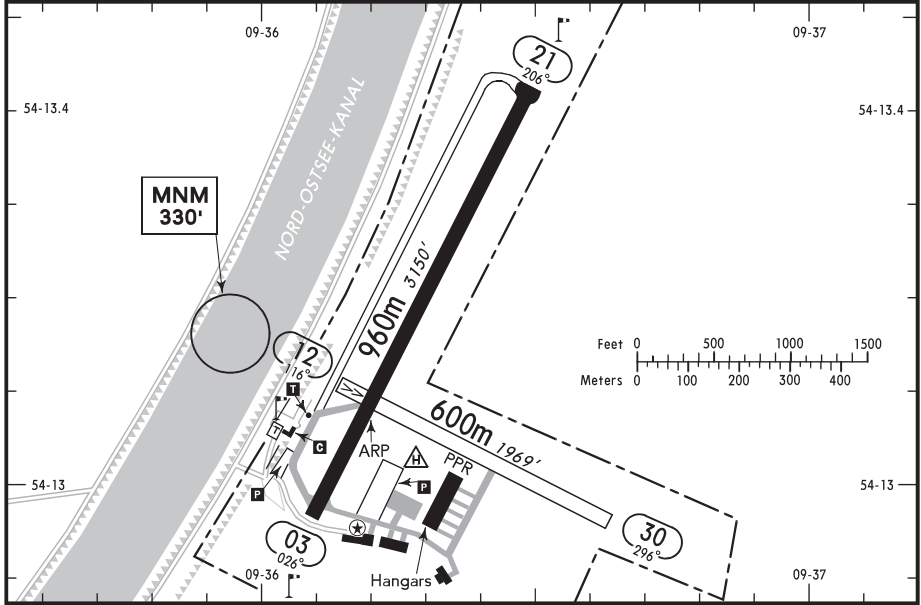 09-36
09-37
21
206°
54-13.4
54-13.4
NORD-OSTSEE-KANAL
MNM
330'
960m 3150'
Feet 0 500 1000 1500
Meters 0 100 200 300 400
12
116°
T
T
C
P
600m 1969'
ARP
H
PPR
P
54-13
54-13
03
026°
30
296°
09-36
Hangars
09-37